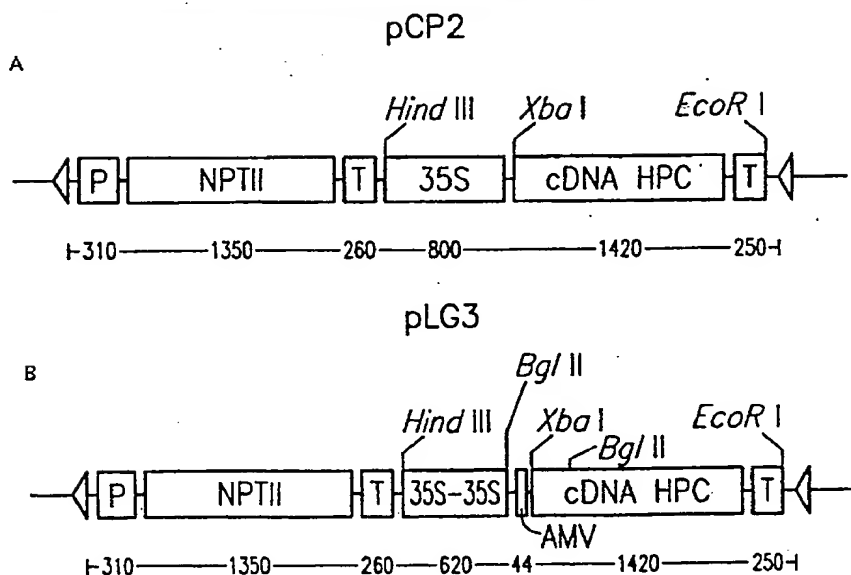 pCP2
A
Hind III Xba I EcoR I
P NPTII T 35S cDNA HPC T
310 1350 260 800 1420 250
pLG3
B
Bgl II
Hind III Xba I EcoR I
Bgl II
P NPTII T 35S-35S cDNA HPC T
AMV
310 1350 260 620 44 1420 250